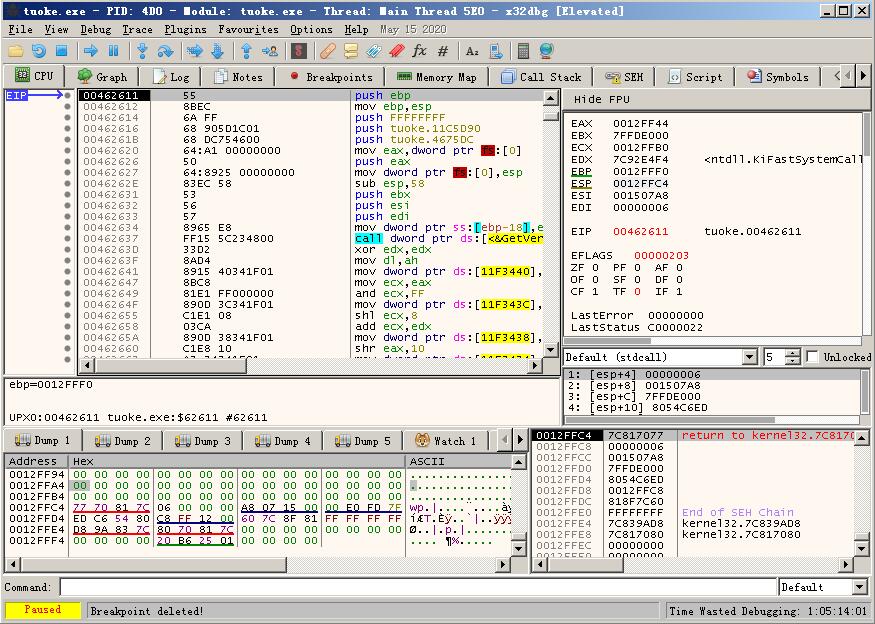 tuoke.exe - PID: 4D0 - Module: tuoke.exe - Thread: Main Thread 5E0 - x32dbg [Elevated]
File View Debug Trace Plugins Favourites Options Help May 15 2020
CPU Graph Log Notes Breakpoints Memory Map Call Stack SEH Script Symbols
EIP
00462611 55 push ebp
00462612 8BEC mov ebp,esp
00462614 6A FF push FFFFFFFF
00462616 68 905D1C01 push tuoke.11C5D90
0046261B 68 DC754600 push tuoke.4675DC
00462620 64:A1 00000000 mov eax,dword ptr fs:[0]
00462626 50 push eax
00462627 64:8925 00000000 mov dword ptr fs:[0],esp
0046262E 83EC 58 sub esp,58
00462631 53 push ebx
00462632 56 push esi
00462633 57 push edi
00462634 8965 E8 mov dword ptr ss:[ebp-18],e
00462637 FF15 5C234800 call dword ptr ds:[<&GetVer
0046263D 33D2 xor edx,edx
0046263F 8AD4 mov dl,ah
00462641 8915 40341F01 mov dword ptr ds:[11F3440],
00462647 8BC8 mov ecx,eax
00462649 81E1 FF000000 and ecx,FF
0046264F 890D 3C341F01 mov dword ptr ds:[11F343C],
00462655 C1E1 08 shl ecx,8
00462658 03CA add ecx,edx
0046265A 890D 38341F01 mov dword ptr ds:[11F3438],
00462660 C1E8 10 shr eax,10
Hide FPU
EAX 0012FF44
EBX 7FFDE000
ECX 0012FFB0
EDX 7C92E4F4 <ntdll.KiFastSystemCall
EBP 0012FFF0
ESP 0012FFC4
ESI 001507A8
EDI 00000006
EIP 00462611 tuoke.00462611
EFLAGS 00000203
ZF 0 PF 0 AF 0
OF 0 SF 0 DF 0
CF 1 TF 0 IF 1
LastError 00000000
LastStatus C0000022
Default (stdcall) 5 Unlocked
1: [esp+4] 00000006
2: [esp+8] 001507A8
3: [esp+C] 7FFDE000
4: [esp+10] 8054C6ED
ebp=0012FFF0
UPX0:00462611 tuoke.exe:$62611 #62611
Dump 1 Dump 2 Dump 3 Dump 4 Dump 5 Watch 1
Address Hex ASCII
0012FF94 00 00 00 00 00 00 00 00 00 00 00 00 00 00 00 00 ................
0012FFA4 00 00 00 00 00 00 00 00 00 00 00 00 00 00 00 00 ................
0012FFB4 00 00 00 00 00 00 00 00 00 00 00 00 00 00 00 00 ................
0012FFC4 77 70 81 7C 06 00 00 00 A8 07 15 00 00 E0 FD 7F wp.|
0012FFD4 ED C6 54 80 C8 FF 12 00 60 7C 8F 81 FF FF FF FF
0012FFE4 D8 9A 83 7C 80 70 81 7C 00 00 00 00 00 00 00 00 Ø..|.p.|........
0012FFF4 00 00 00 00 20 B6 25 01 00 00 00 00
0012FFC4 7C817077 return to kernel32.7C8170
0012FFC8 00000006
0012FFCC 001507A8
0012FFD0 7FFDE000
0012FFD4 8054C6ED
0012FFD8 0012FFC8
0012FFDC 818F7C60
0012FFE0 FFFFFFFF End of SEH Chain
0012FFE4 7C839AD8 kernel32.7C839AD8
0012FFE8 7C817080 kernel32.7C817080
0012FFEC 00000000
Command: Default
Paused Breakpoint deleted! Time Wasted Debugging: 1:05:14:01